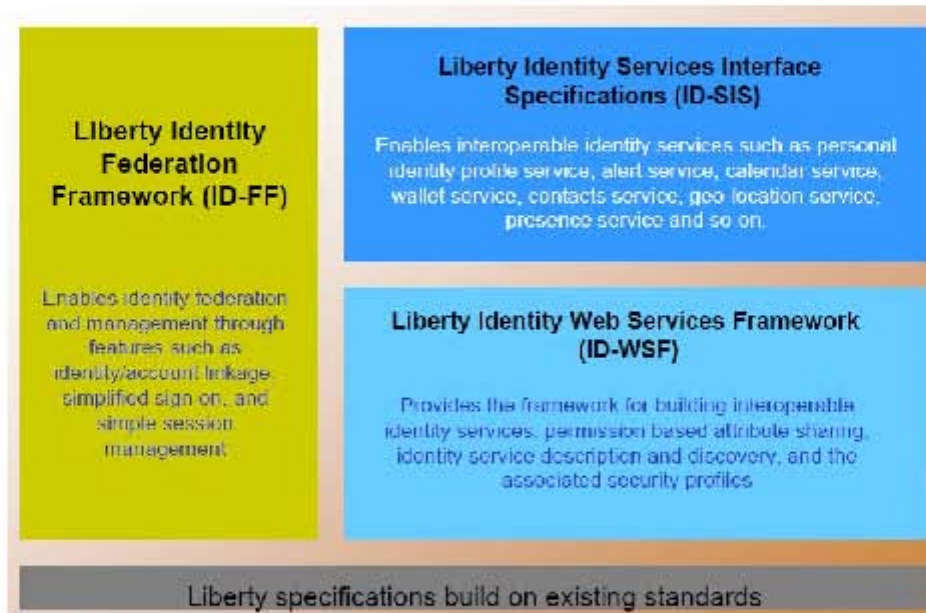 Liberty Identity
Federation
Framework (ID-FF)
Enables identity federation
and management through
features such as
identity/account linkage,
simplified sign on, and
simple session
management
Liberty Identity Services Interface
Specifications (ID-SIS)
Enables interoperable identity services such as personal
identity profile service, alert service, calendar service,
wallet service, contacts service, geo location service,
presence service and so on.
Liberty Identity Web Services Framework
(ID-WSF)
Provides the framework for building interoperable
identity services, permission based attribute sharing,
identity service description and discovery, and the
associated security profiles
Liberty specifications build on existing standards